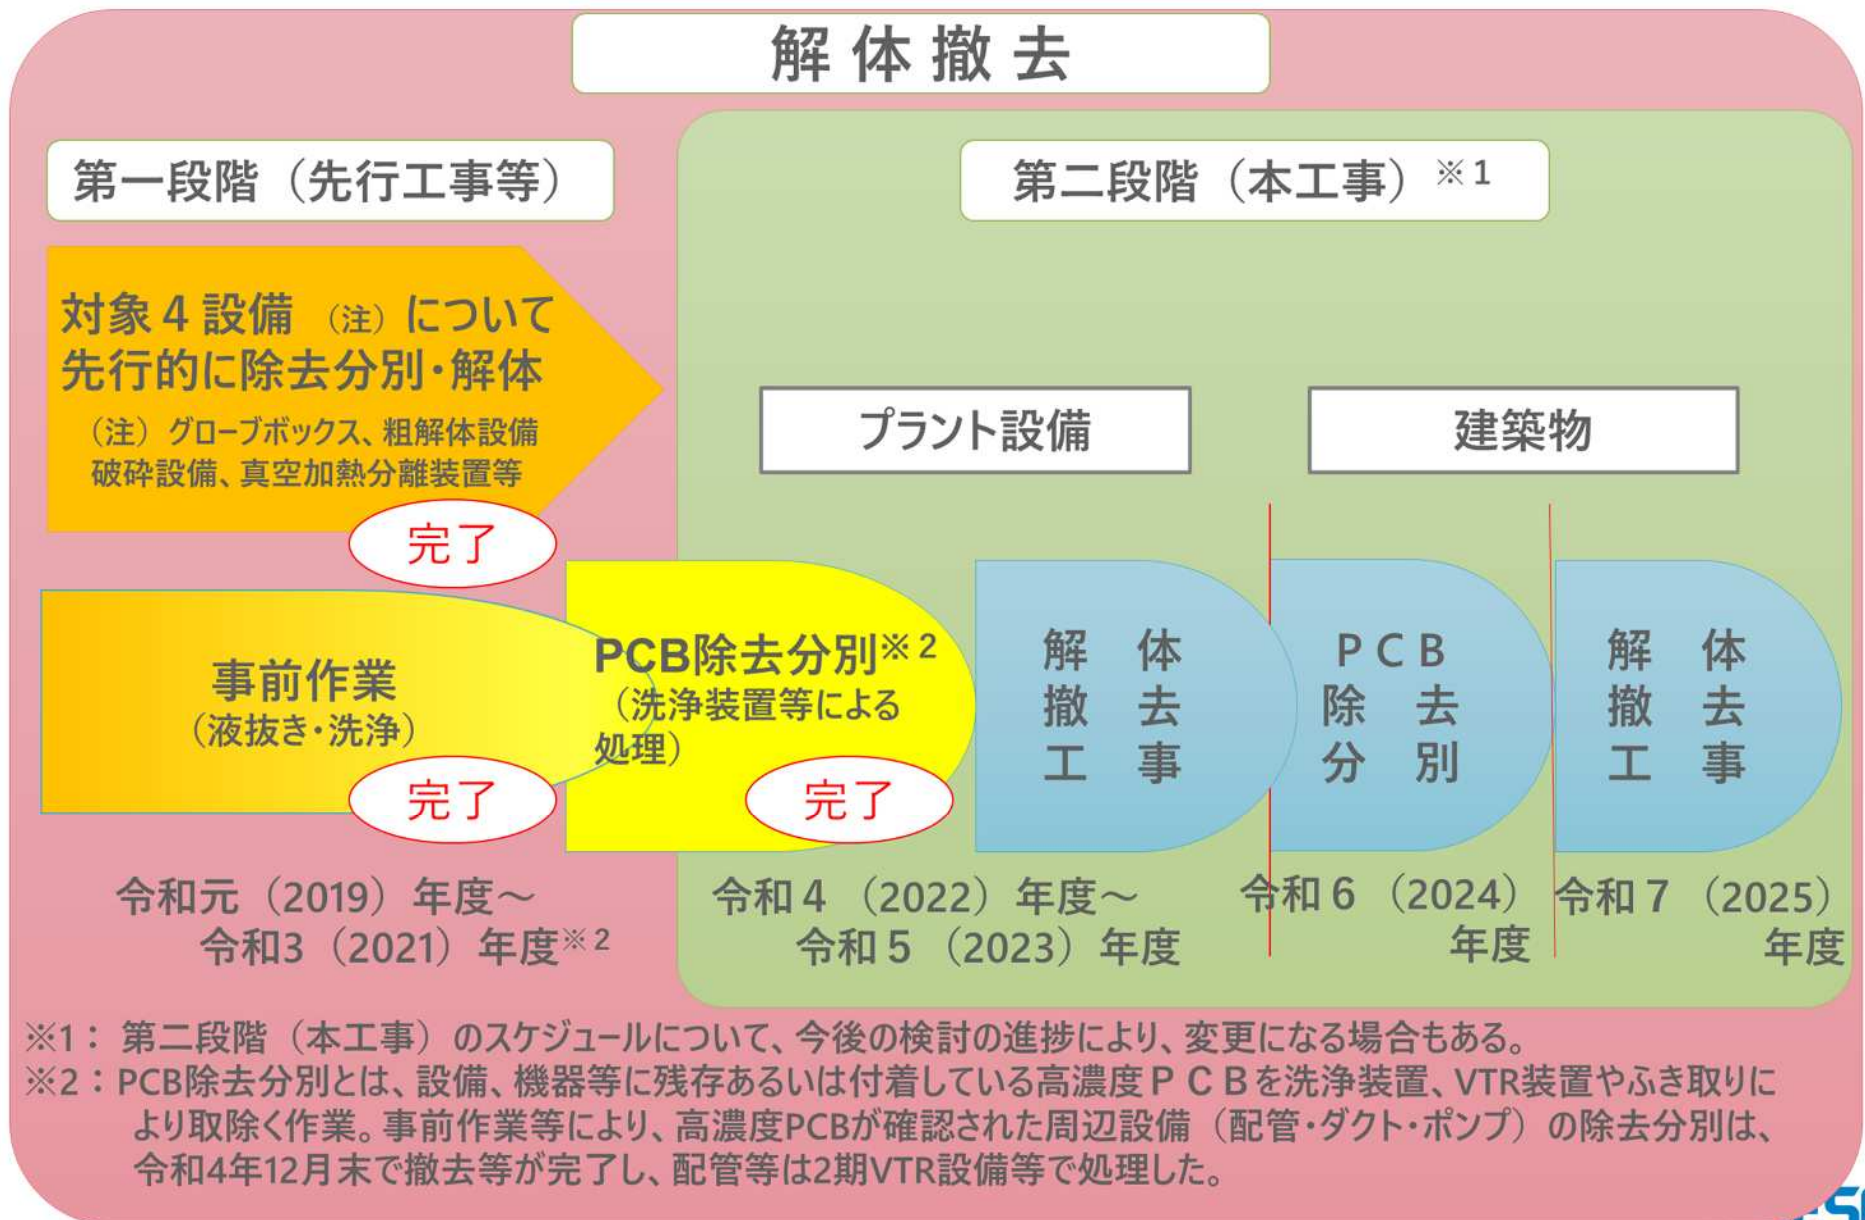 解体撤去
第一段階（先行工事等）
第二段階（本工事）※1
対象4設備（注）について
先行的に除去分別・解体
（注）グローブボックス、粗解体設備
破砕設備、真空加熱分離装置等
完了
プラント設備
建築物
事前作業
（液抜き・洗浄）
完了
PCB除去分別※2
（洗浄装置等による
処理）
完了
解体
撤去
工事
PCB
除去
分別
解体
撤去
工事
令和元（2019）年度～
令和3（2021）年度※2
令和4（2022）年度～
令和5（2023）年度
令和6（2024）
年度
令和7（2025）
年度
※1：第二段階（本工事）のスケジュールについて、今後の検討の進捗により、変更になる場合もある。
※2：PCB除去分別とは、設備、機器等に残存あるいは付着している高濃度ＰＣＢを洗浄装置、VTR装置やふき取りに
より取除く作業。事前作業等により、高濃度PCBが確認された周辺設備（配管・ダクト・ポンプ）の除去分別は、
令和4年12月末で撤去等が完了し、配管等は2期VTR設備等で処理した。